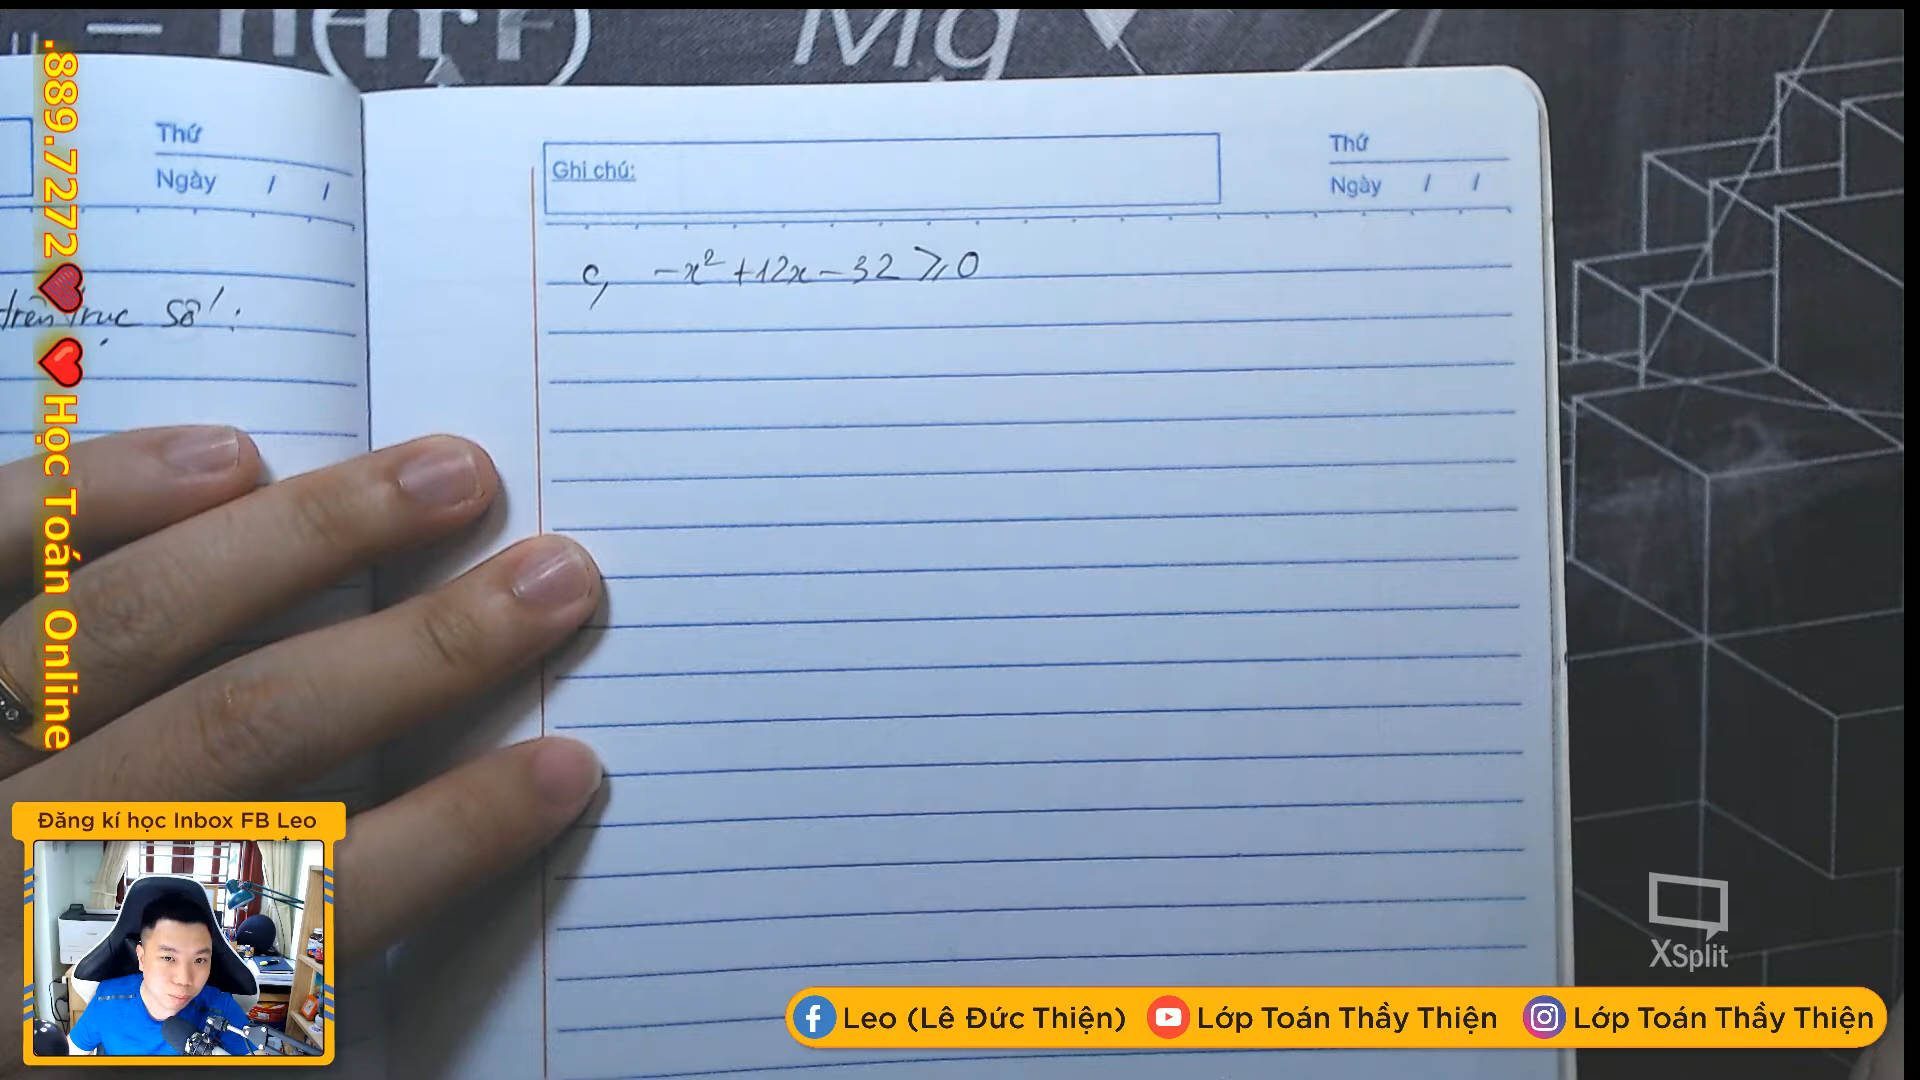 .889.7272❤❤Học Toán Online
Thứ
Ngày / /
trên trục số:
Mg
Ghi chú:
Thứ
Ngày / /
c, -x² + 12x - 32 ⩾ 0
Đăng kí học Inbox FB Leo
XSplit
Leo (Lê Đức Thiện)
Lớp Toán Thầy Thiện
Lớp Toán Thầy Thiện